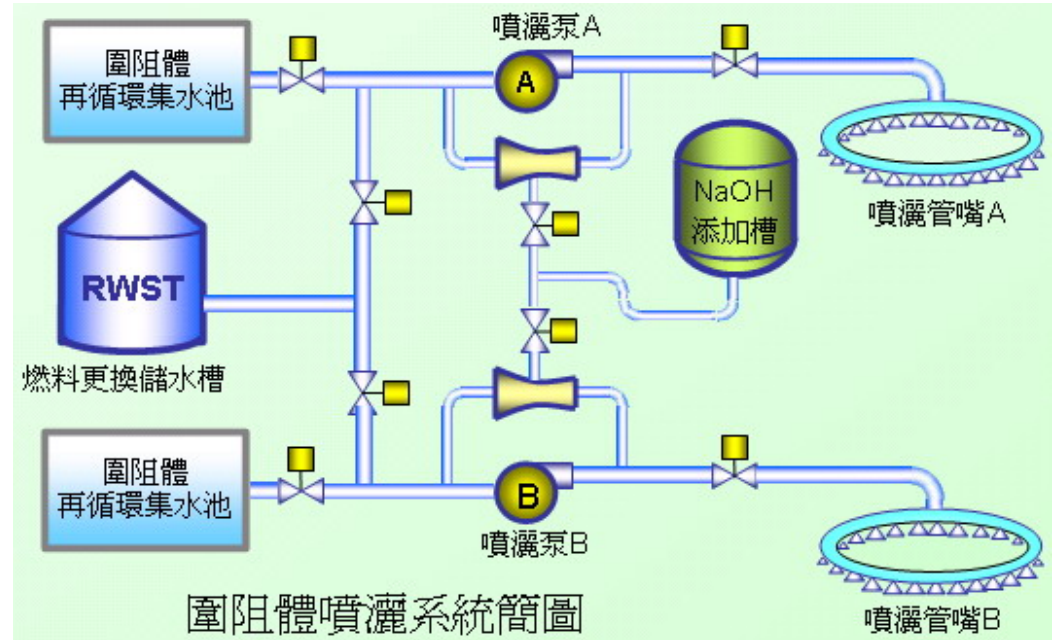 噴灑泵A
圍阻體
再循環集水池
A
NaOH
添加槽
噴灑管嘴A
RWST
燃料更換儲水槽
圍阻體
再循環集水池
B
噴灑泵B
噴灑管嘴B
圍阻體噴灑系統簡圖